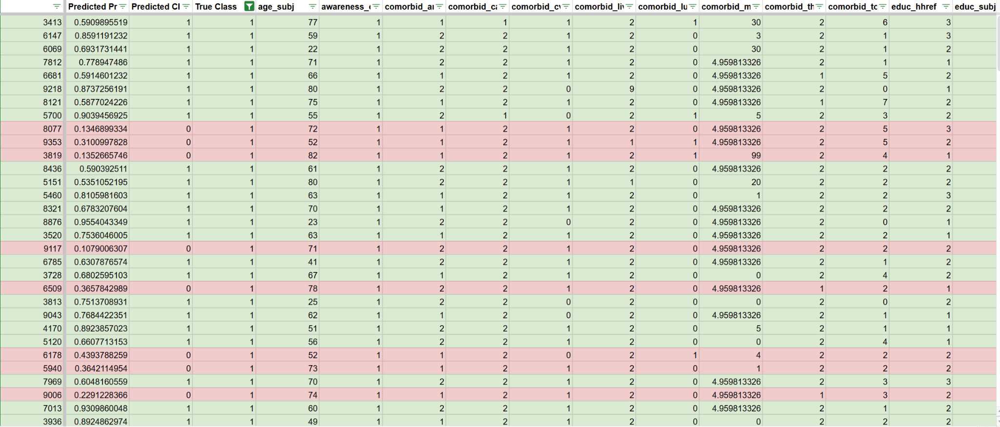 Predicted Pr Predicted Cl True Class age_subj awareness_ comorbid_ comorbid_ca comorbid_c comorbid_li comorbid_lu comorbid_m comorbid_th comorbid_tc educ_hhref educ_subj
3413 0.5909895519 1 1 77 1 1 1 1 2 1 30 2 6 3
6147 0.8591191232 1 1 59 1 2 2 1 2 0 3 2 1 3
6069 0.6931731441 1 1 22 1 2 2 1 2 0 30 2 1 2
7812 0.778947486 1 1 71 1 2 2 1 2 0 4.959813326 2 1 1
6681 0.5914601232 1 1 66 1 1 2 1 2 0 4.959813326 1 5 2
9218 0.8737256191 1 1 80 1 2 2 0 9 0 4.959813326 2 0 1
8121 0.5877024226 1 1 75 1 1 2 1 2 0 4.959813326 1 7 2
5700 0.9039456925 1 1 55 1 2 1 0 2 1 5 2 3 2
8077 0.1346899334 0 1 72 1 1 2 1 2 0 4.959813326 2 5 3
9353 0.3100997828 0 1 52 1 1 2 1 1 1 4.959813326 2 5 2
3819 0.1352665746 0 1 82 1 1 2 1 2 1 99 2 4 1
8436 0.590392511 1 1 61 1 2 2 1 2 0 4.959813326 2 2 2
5151 0.5351052195 1 1 80 1 2 2 1 1 0 20 2 2 2
5460 0.8105981603 1 1 63 1 1 2 1 2 0 1 2 2 3
8321 0.6783207604 1 1 70 1 1 2 1 2 0 4.959813326 2 2 2
8876 0.9554043349 1 1 23 1 2 2 0 2 0 4.959813326 2 0 1
3520 0.7536046005 1 1 63 1 1 2 1 2 0 4.959813326 2 2 1
9117 0.1079006307 0 1 71 1 2 2 1 2 0 4.959813326 2 2 2
6785 0.6307876574 1 1 41 1 2 2 1 2 0 4.959813326 2 1 2
3728 0.6802595103 1 1 67 1 1 2 1 2 0 0 2 4 2
6509 0.3657842989 0 1 78 1 2 2 1 2 0 4.959813326 1 2 1
3813 0.7513708931 1 1 25 1 2 2 0 2 0 0 2 0 2
9043 0.7684422351 1 1 62 1 1 2 0 2 0 4.959813326 2 1 1
4170 0.8923857023 1 1 51 1 2 2 1 2 0 5 2 1 1
5120 0.6607713153 1 1 56 1 2 2 1 2 0 0 2 4 1
6178 0.4393788259 0 1 52 1 1 2 0 2 1 4 2 2 2
5940 0.3642114954 0 1 73 1 1 2 1 2 0 1 2 2 2
7969 0.6048160559 1 1 70 1 2 2 1 2 0 4.959813326 2 3 3
9006 0.2291228366 0 1 74 1 1 2 1 2 0 4.959813326 1 3 2
7013 0.9309860048 1 1 60 1 2 2 1 2 0 4.959813326 2 1 2
3936 0.8924862974 1 1 49 1 1 2 1 2 0 0 2 2 2